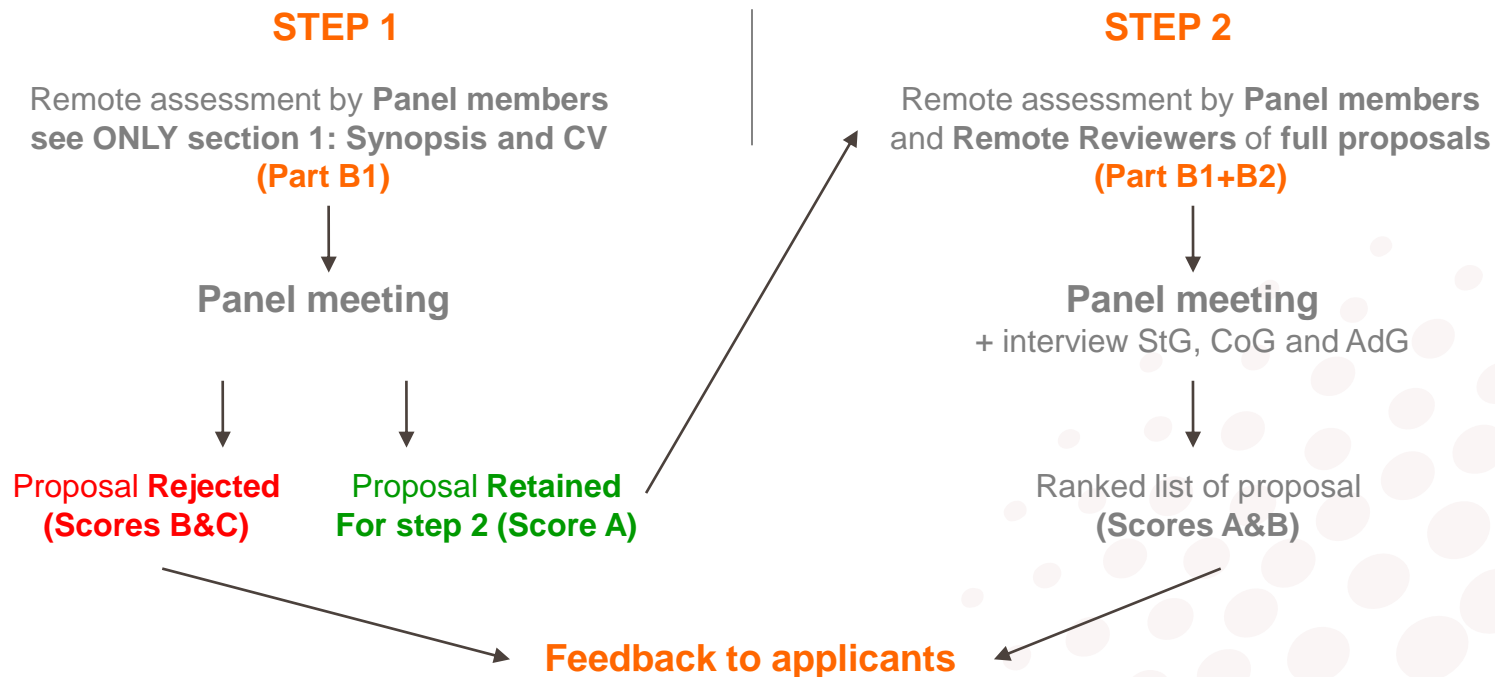 STEP 1
Remote assessment by Panel members
see ONLY section 1: Synopsis and CV
(Part B1)
Panel meeting
Proposal Rejected
(Scores B&C)
Proposal Retained
For step 2 (Score A)
STEP 2
Remote assessment by Panel members
and Remote Reviewers of full proposals
(Part B1+B2)
Panel meeting
+ interview StG, CoG and AdG
Ranked list of proposal
(Scores A&B)
Feedback to applicants